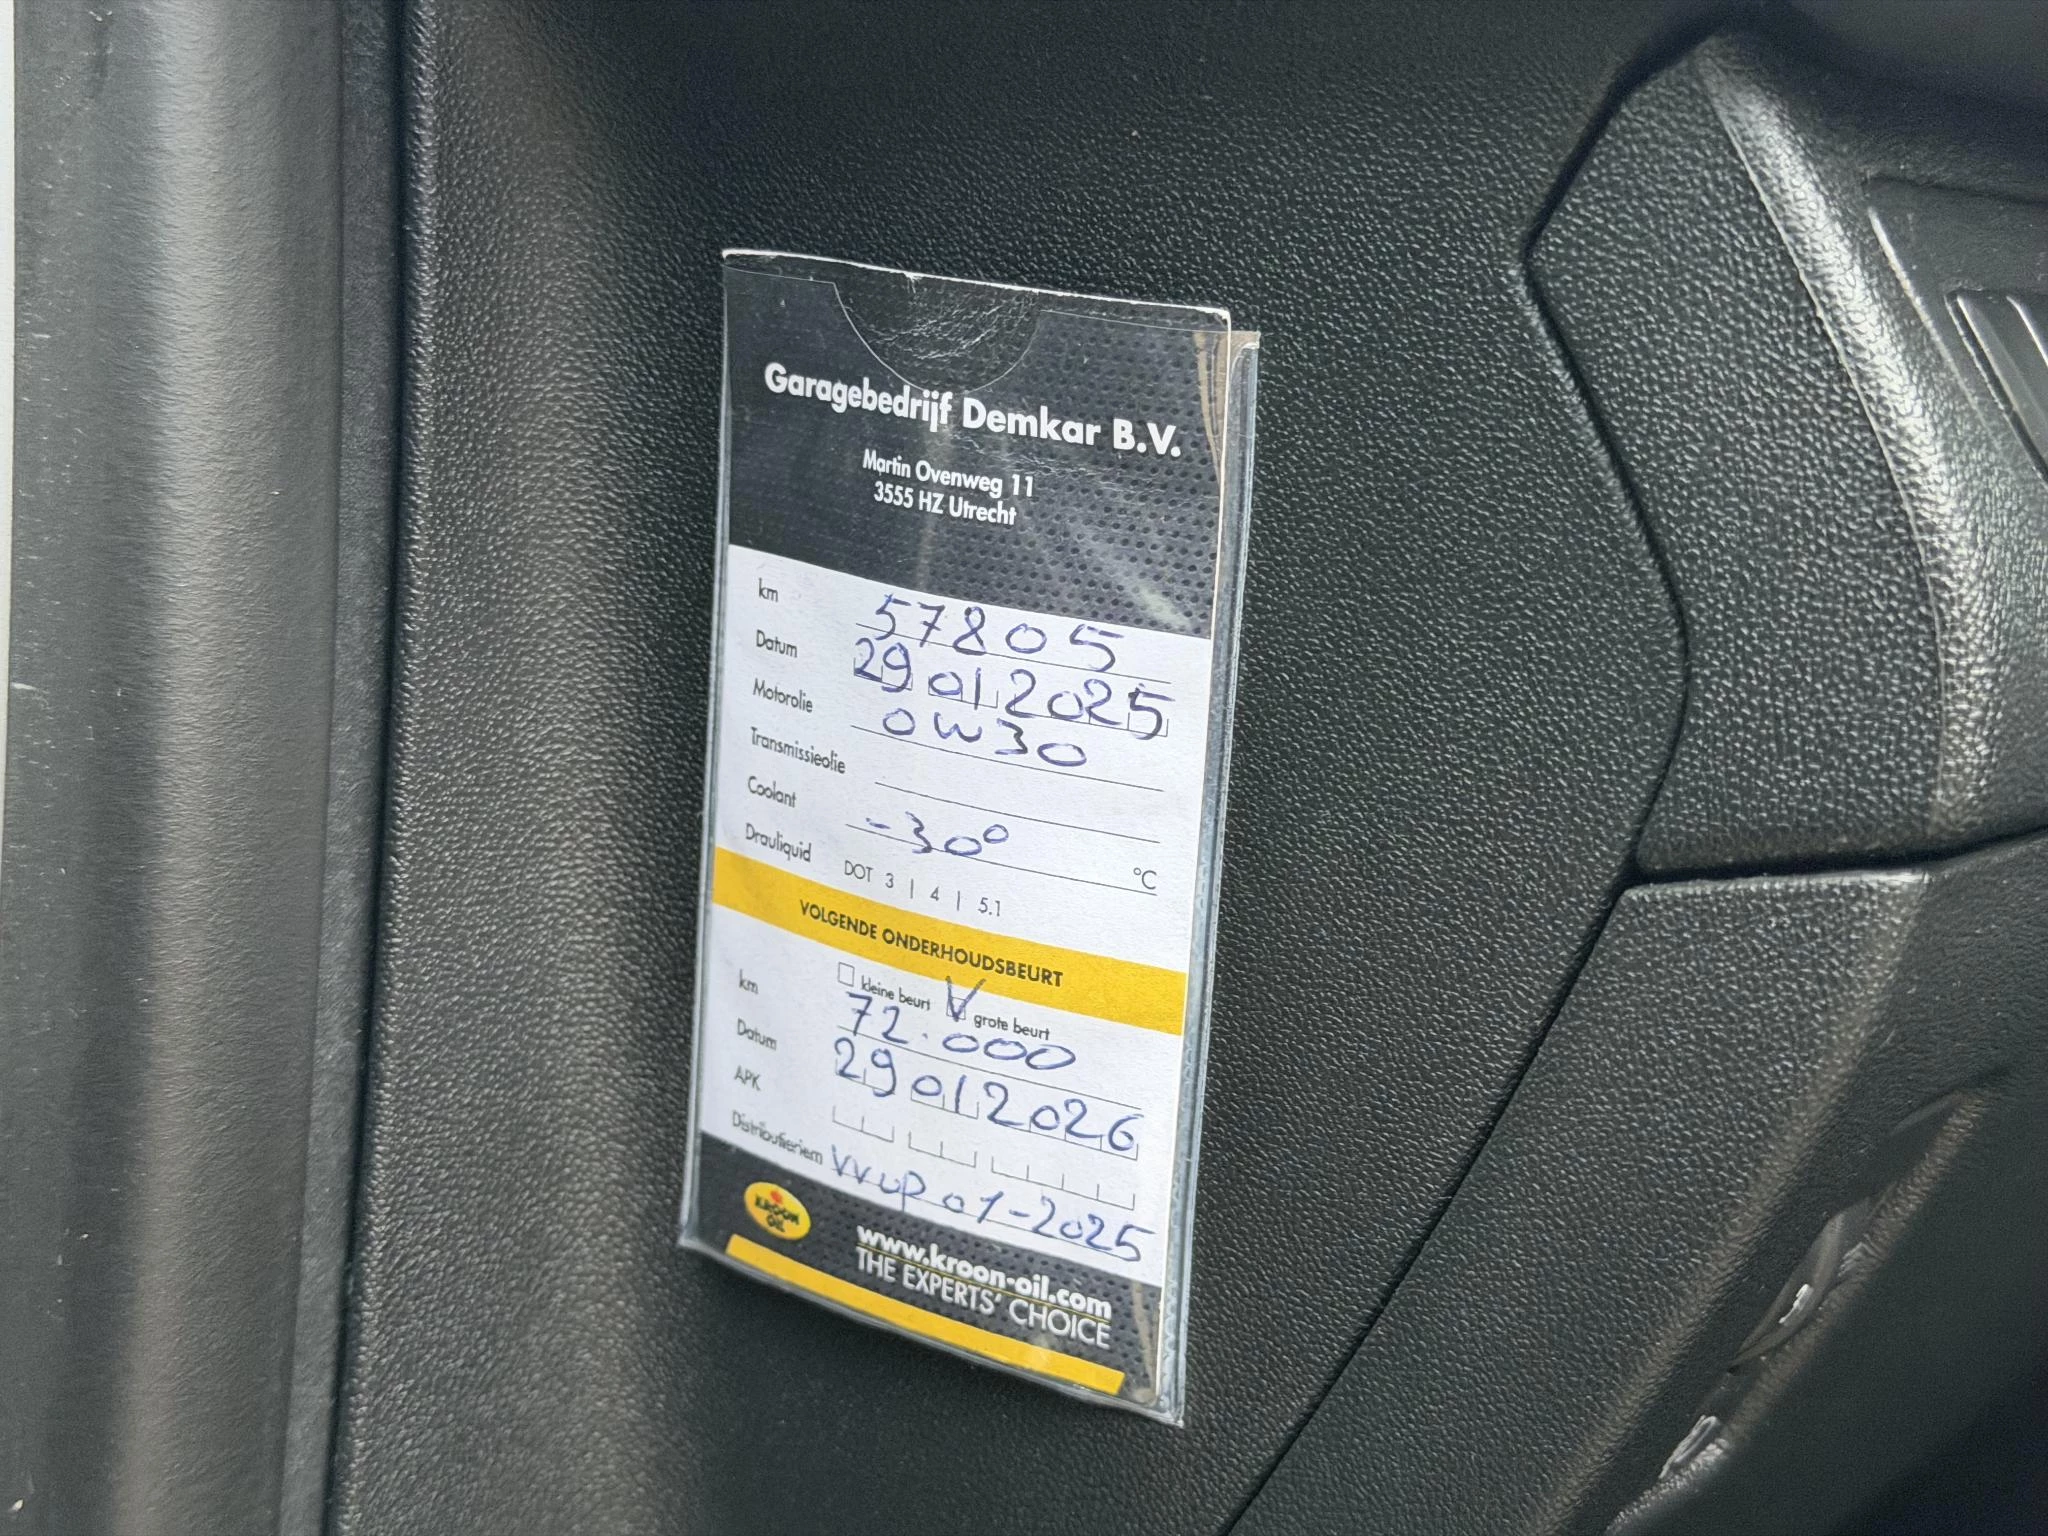 Garagebedrijf Demkar B.V.
Martin Ovenweg 11
3555 HZ Utrecht
km 57805
Datum 29 01 2025
Motorolie 0W30
Transmissieolie
Coolant -30° °C
Drauliquid DOT 3 | 4 | 5.1
VOLGENDE ONDERHOUDSBEURT
kleine beurt V grote beurt
km 72.000
Datum 29 01 2026
APK
Distributieriem VVUP 01-2025
KROON OIL
www.kroon-oil.com
THE EXPERTS' CHOICE